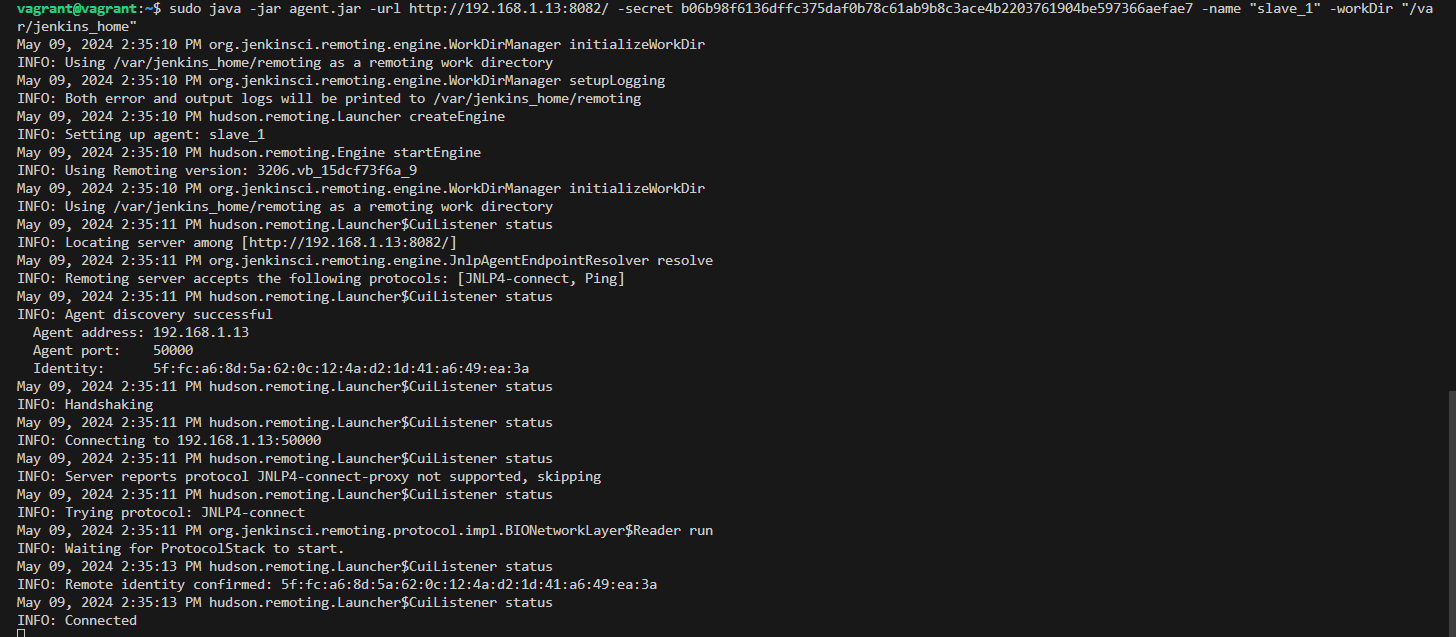 vagrant@vagrant:~$ sudo java -jar agent.jar -url http://192.168.1.13:8082/ -secret b06b98f6136dffc375daf0b78c61ab9b8c3ace4b2203761904be597366aefae7 -name "slave_1" -workDir "/va
r/jenkins_home"
May 09, 2024 2:35:10 PM org.jenkinsci.remoting.engine.WorkDirManager initializeWorkDir
INFO: Using /var/jenkins_home/remoting as a remoting work directory
May 09, 2024 2:35:10 PM org.jenkinsci.remoting.engine.WorkDirManager setupLogging
INFO: Both error and output logs will be printed to /var/jenkins_home/remoting
May 09, 2024 2:35:10 PM hudson.remoting.Launcher createEngine
INFO: Setting up agent: slave_1
May 09, 2024 2:35:10 PM hudson.remoting.Engine startEngine
INFO: Using Remoting version: 3206.vb_15dcf73f6a_9
May 09, 2024 2:35:10 PM org.jenkinsci.remoting.engine.WorkDirManager initializeWorkDir
INFO: Using /var/jenkins_home/remoting as a remoting work directory
May 09, 2024 2:35:11 PM hudson.remoting.Launcher$CuiListener status
INFO: Locating server among [http://192.168.1.13:8082/]
May 09, 2024 2:35:11 PM org.jenkinsci.remoting.engine.JnlpAgentEndpointResolver resolve
INFO: Remoting server accepts the following protocols: [JNLP4-connect, Ping]
May 09, 2024 2:35:11 PM hudson.remoting.Launcher$CuiListener status
INFO: Agent discovery successful
  Agent address: 192.168.1.13
  Agent port:    50000
  Identity:      5f:fc:a6:8d:5a:62:0c:12:4a:d2:1d:41:a6:49:ea:3a
May 09, 2024 2:35:11 PM hudson.remoting.Launcher$CuiListener status
INFO: Handshaking
May 09, 2024 2:35:11 PM hudson.remoting.Launcher$CuiListener status
INFO: Connecting to 192.168.1.13:50000
May 09, 2024 2:35:11 PM hudson.remoting.Launcher$CuiListener status
INFO: Server reports protocol JNLP4-connect-proxy not supported, skipping
May 09, 2024 2:35:11 PM hudson.remoting.Launcher$CuiListener status
INFO: Trying protocol: JNLP4-connect
May 09, 2024 2:35:11 PM org.jenkinsci.remoting.protocol.impl.BIONetworkLayer$Reader run
INFO: Waiting for ProtocolStack to start.
May 09, 2024 2:35:13 PM hudson.remoting.Launcher$CuiListener status
INFO: Remote identity confirmed: 5f:fc:a6:8d:5a:62:0c:12:4a:d2:1d:41:a6:49:ea:3a
May 09, 2024 2:35:13 PM hudson.remoting.Launcher$CuiListener status
INFO: Connected